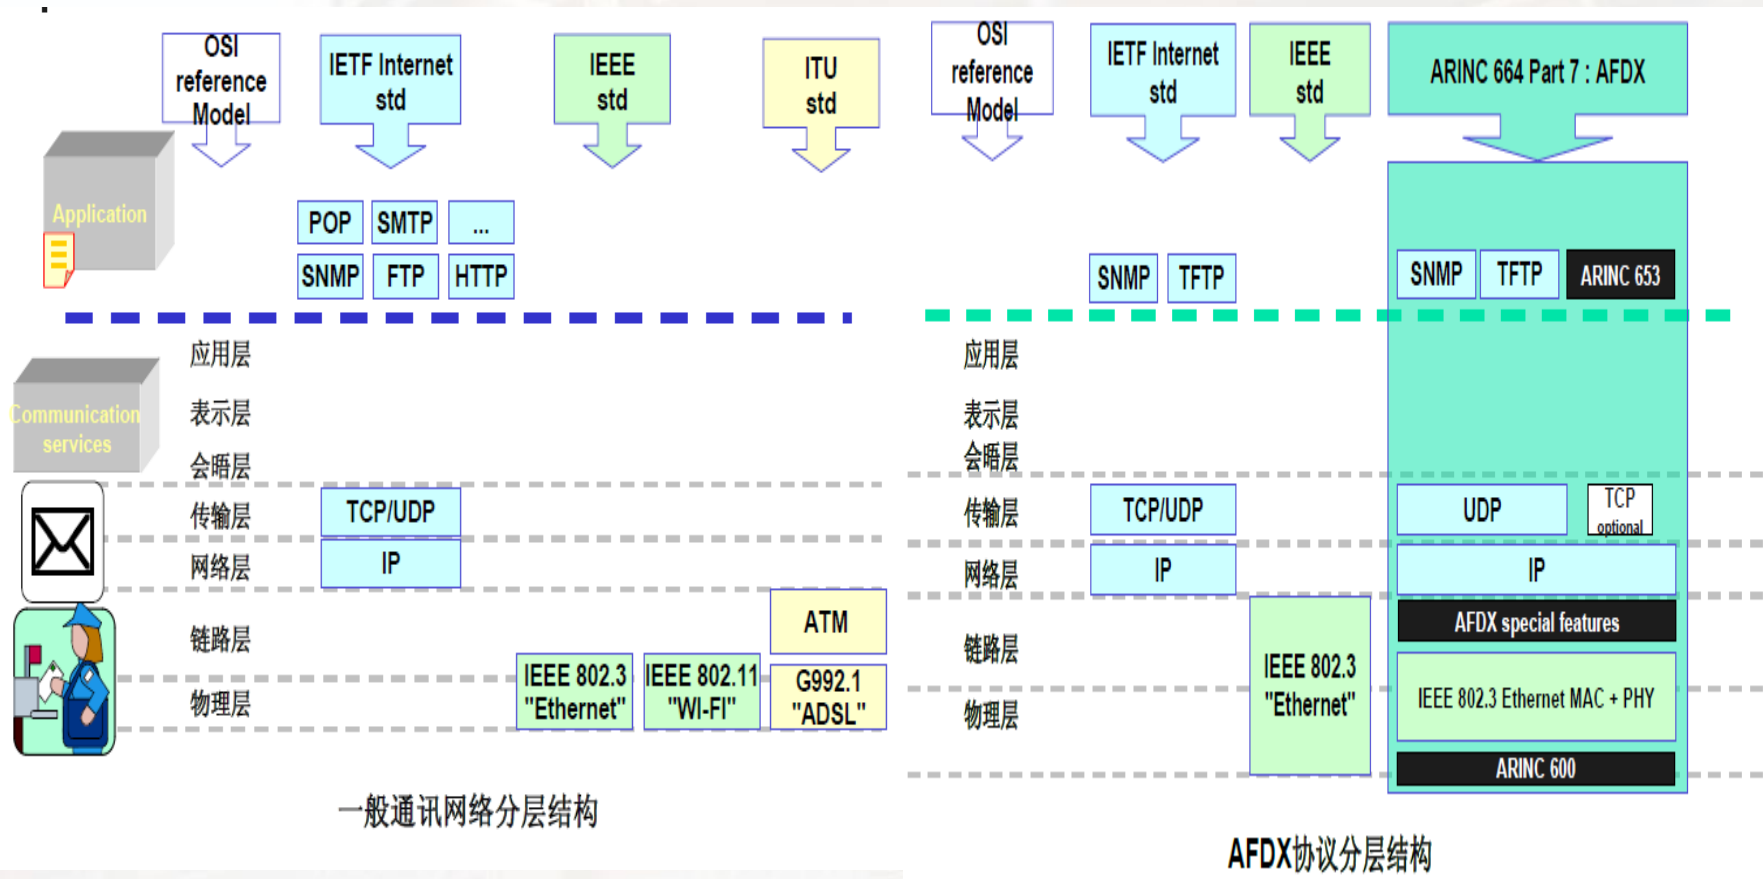 OSI
reference
Model
IETF Internet
std
IEEE
std
ITU
std
Application
POP
SMTP
...
SNMP
FTP
HTTP
应用层
Communication
services
表示层
会晤层
传输层
TCP/UDP
网络层
IP
链路层
ATM
物理层
IEEE 802.3
"Ethernet"
IEEE 802.11
"WI-FI"
G992.1
"ADSL"
一般通讯网络分层结构
OSI
reference
Model
IETF Internet
std
IEEE
std
ARINC 664 Part 7 : AFDX
SNMP
TFTP
SNMP
TFTP
ARINC 653
应用层
表示层
会晤层
传输层
TCP/UDP
UDP
TCP
optional
网络层
IP
IP
链路层
AFDX special features
IEEE 802.3
"Ethernet"
IEEE 802.3 Ethernet MAC + PHY
物理层
ARINC 600
AFDX协议分层结构